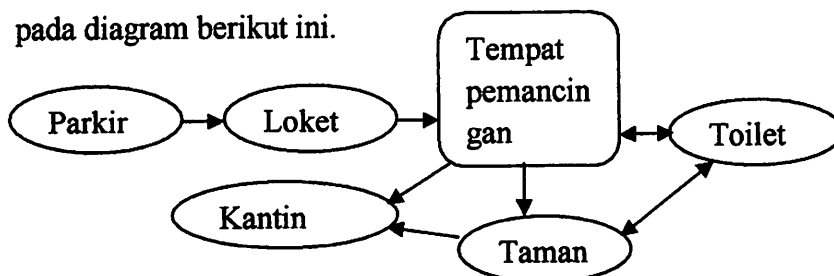 pada diagram berikut ini.
Tempat
pemancin
gan
Parkir
Loket
Toilet
Kantin
Taman